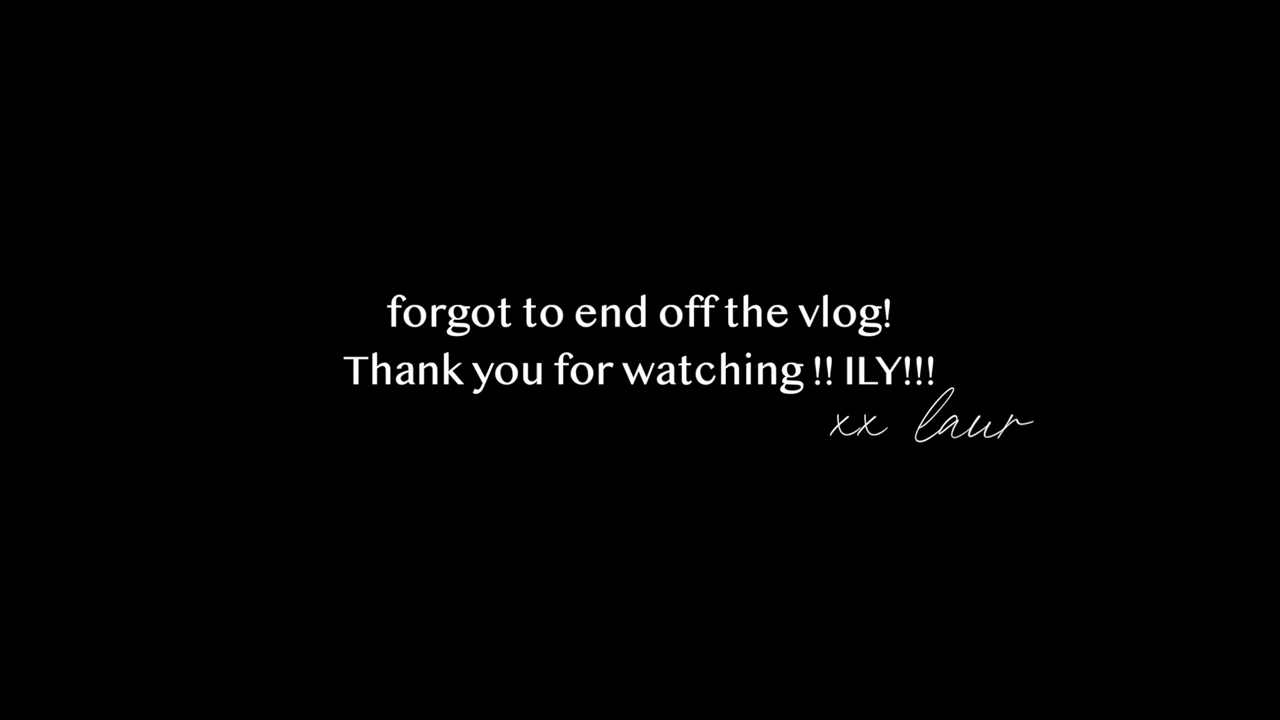 forgot to end off the vlog!
Thank you for watching !! ILY!!!
xx laur